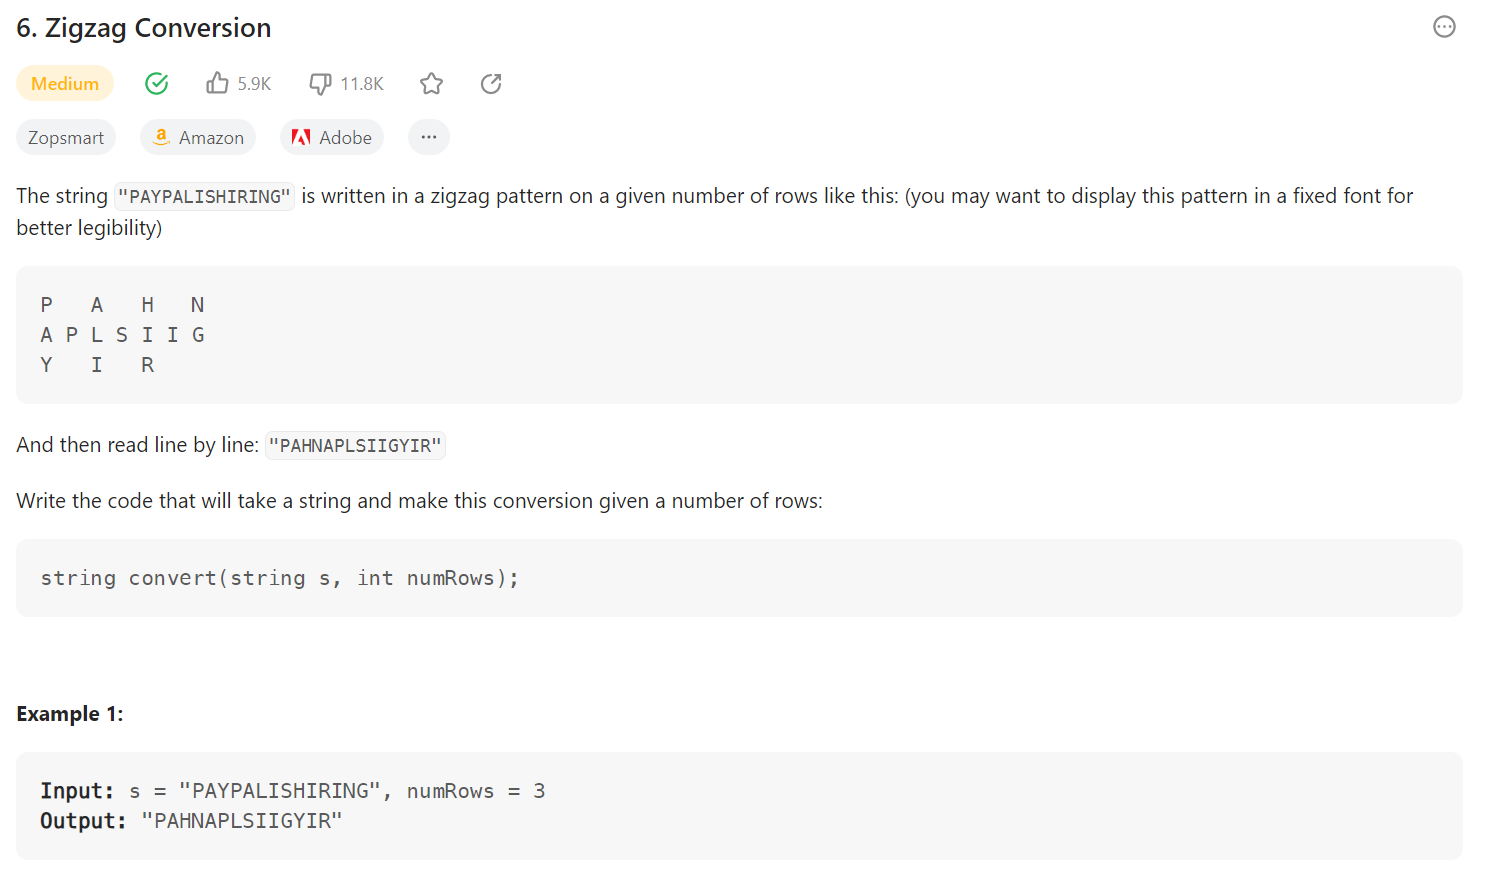 6. Zigzag Conversion
Medium 5.9K 11.8K
Zopsmart Amazon Adobe ...
The string "PAYPALISHIRING" is written in a zigzag pattern on a given number of rows like this: (you may want to display this pattern in a fixed font for
better legibility)
P   A   H   N
A P L S I I G
Y   I   R
And then read line by line: "PAHNAPLSIIGYIR"
Write the code that will take a string and make this conversion given a number of rows:
string convert(string s, int numRows);
Example 1:
Input: s = "PAYPALISHIRING", numRows = 3
Output: "PAHNAPLSIIGYIR"